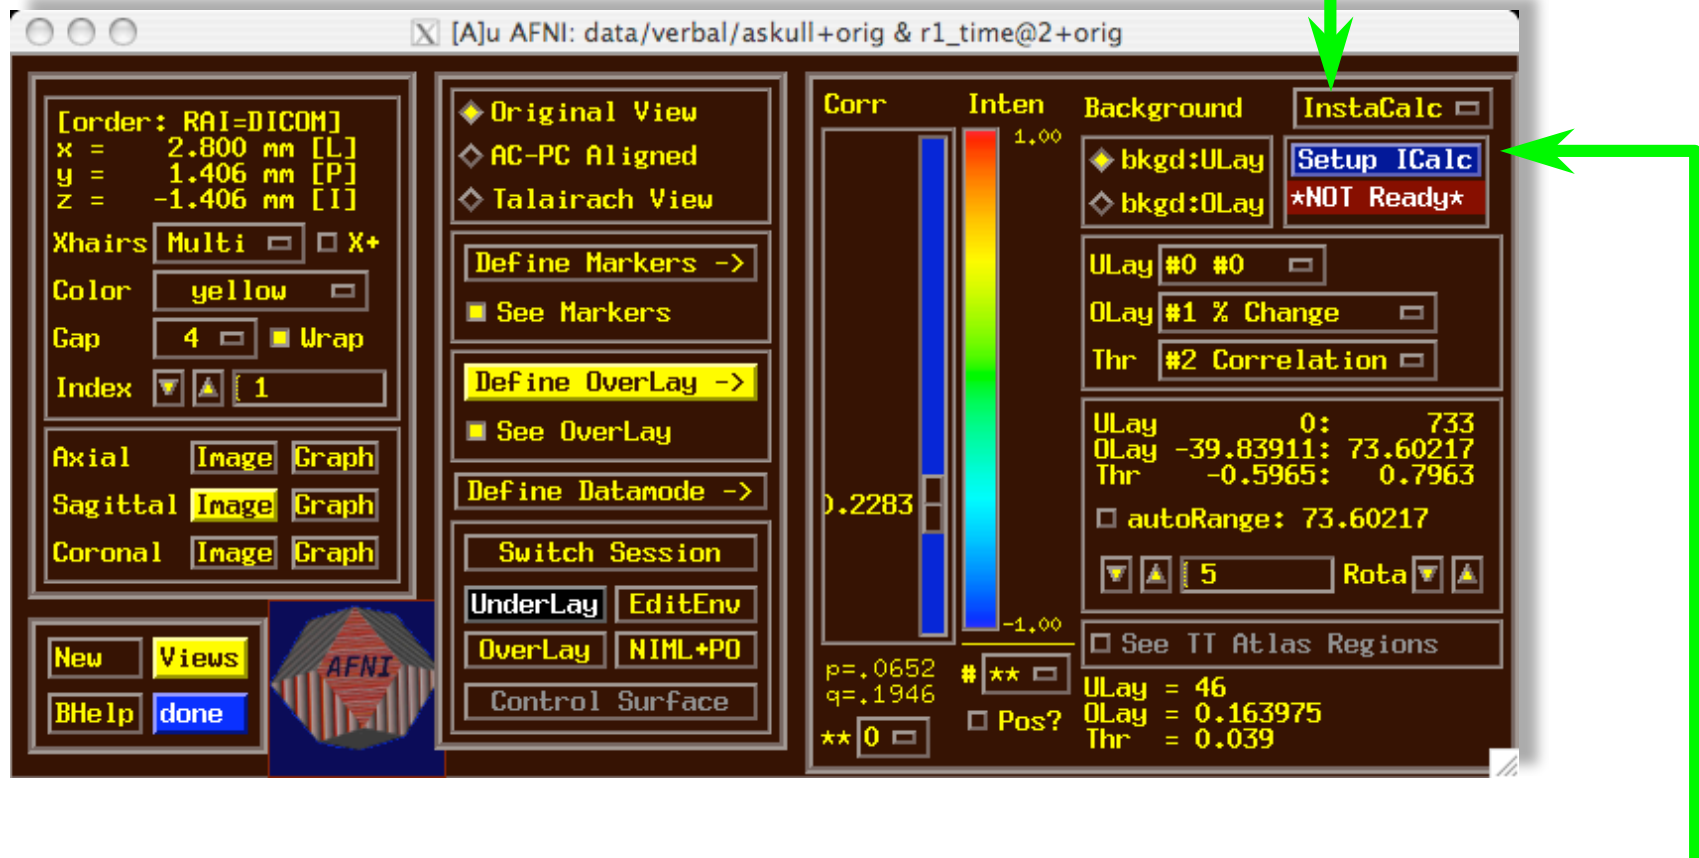 [A]u AFNI: data/verbal/askull+orig & r1_time@2+orig
[order: RAI=DICOM]
x = 2.800 mm [L]
y = 1.406 mm [P]
z = -1.406 mm [I]
Xhairs Multi X+
Color yellow
Gap 4 Wrap
Index 1
Axial Image Graph
Sagittal Image Graph
Coronal Image Graph
New Views
BHelp done
AFNI
Original View
AC-PC Aligned
Talairach View
Define Markers ->
See Markers
Define OverLay ->
See OverLay
Define Datamode ->
Switch Session
UnderLay EditEnv
OverLay NIML+PO
Control Surface
Corr Inten
1.00
).2283
-1.00
p=.0652
q=.1946
** 0
# **
Pos?
Background InstaCalc
bkgd:ULay
bkgd:OLay
Setup ICalc
*NOT Ready*
ULay #0 #0
OLay #1 % Change
Thr #2 Correlation
ULay 0: 733
OLay -39.83911: 73.60217
Thr -0.5965: 0.7963
autoRange: 73.60217
5 Rota
See TT Atlas Regions
ULay = 46
OLay = 0.163975
Thr = 0.039